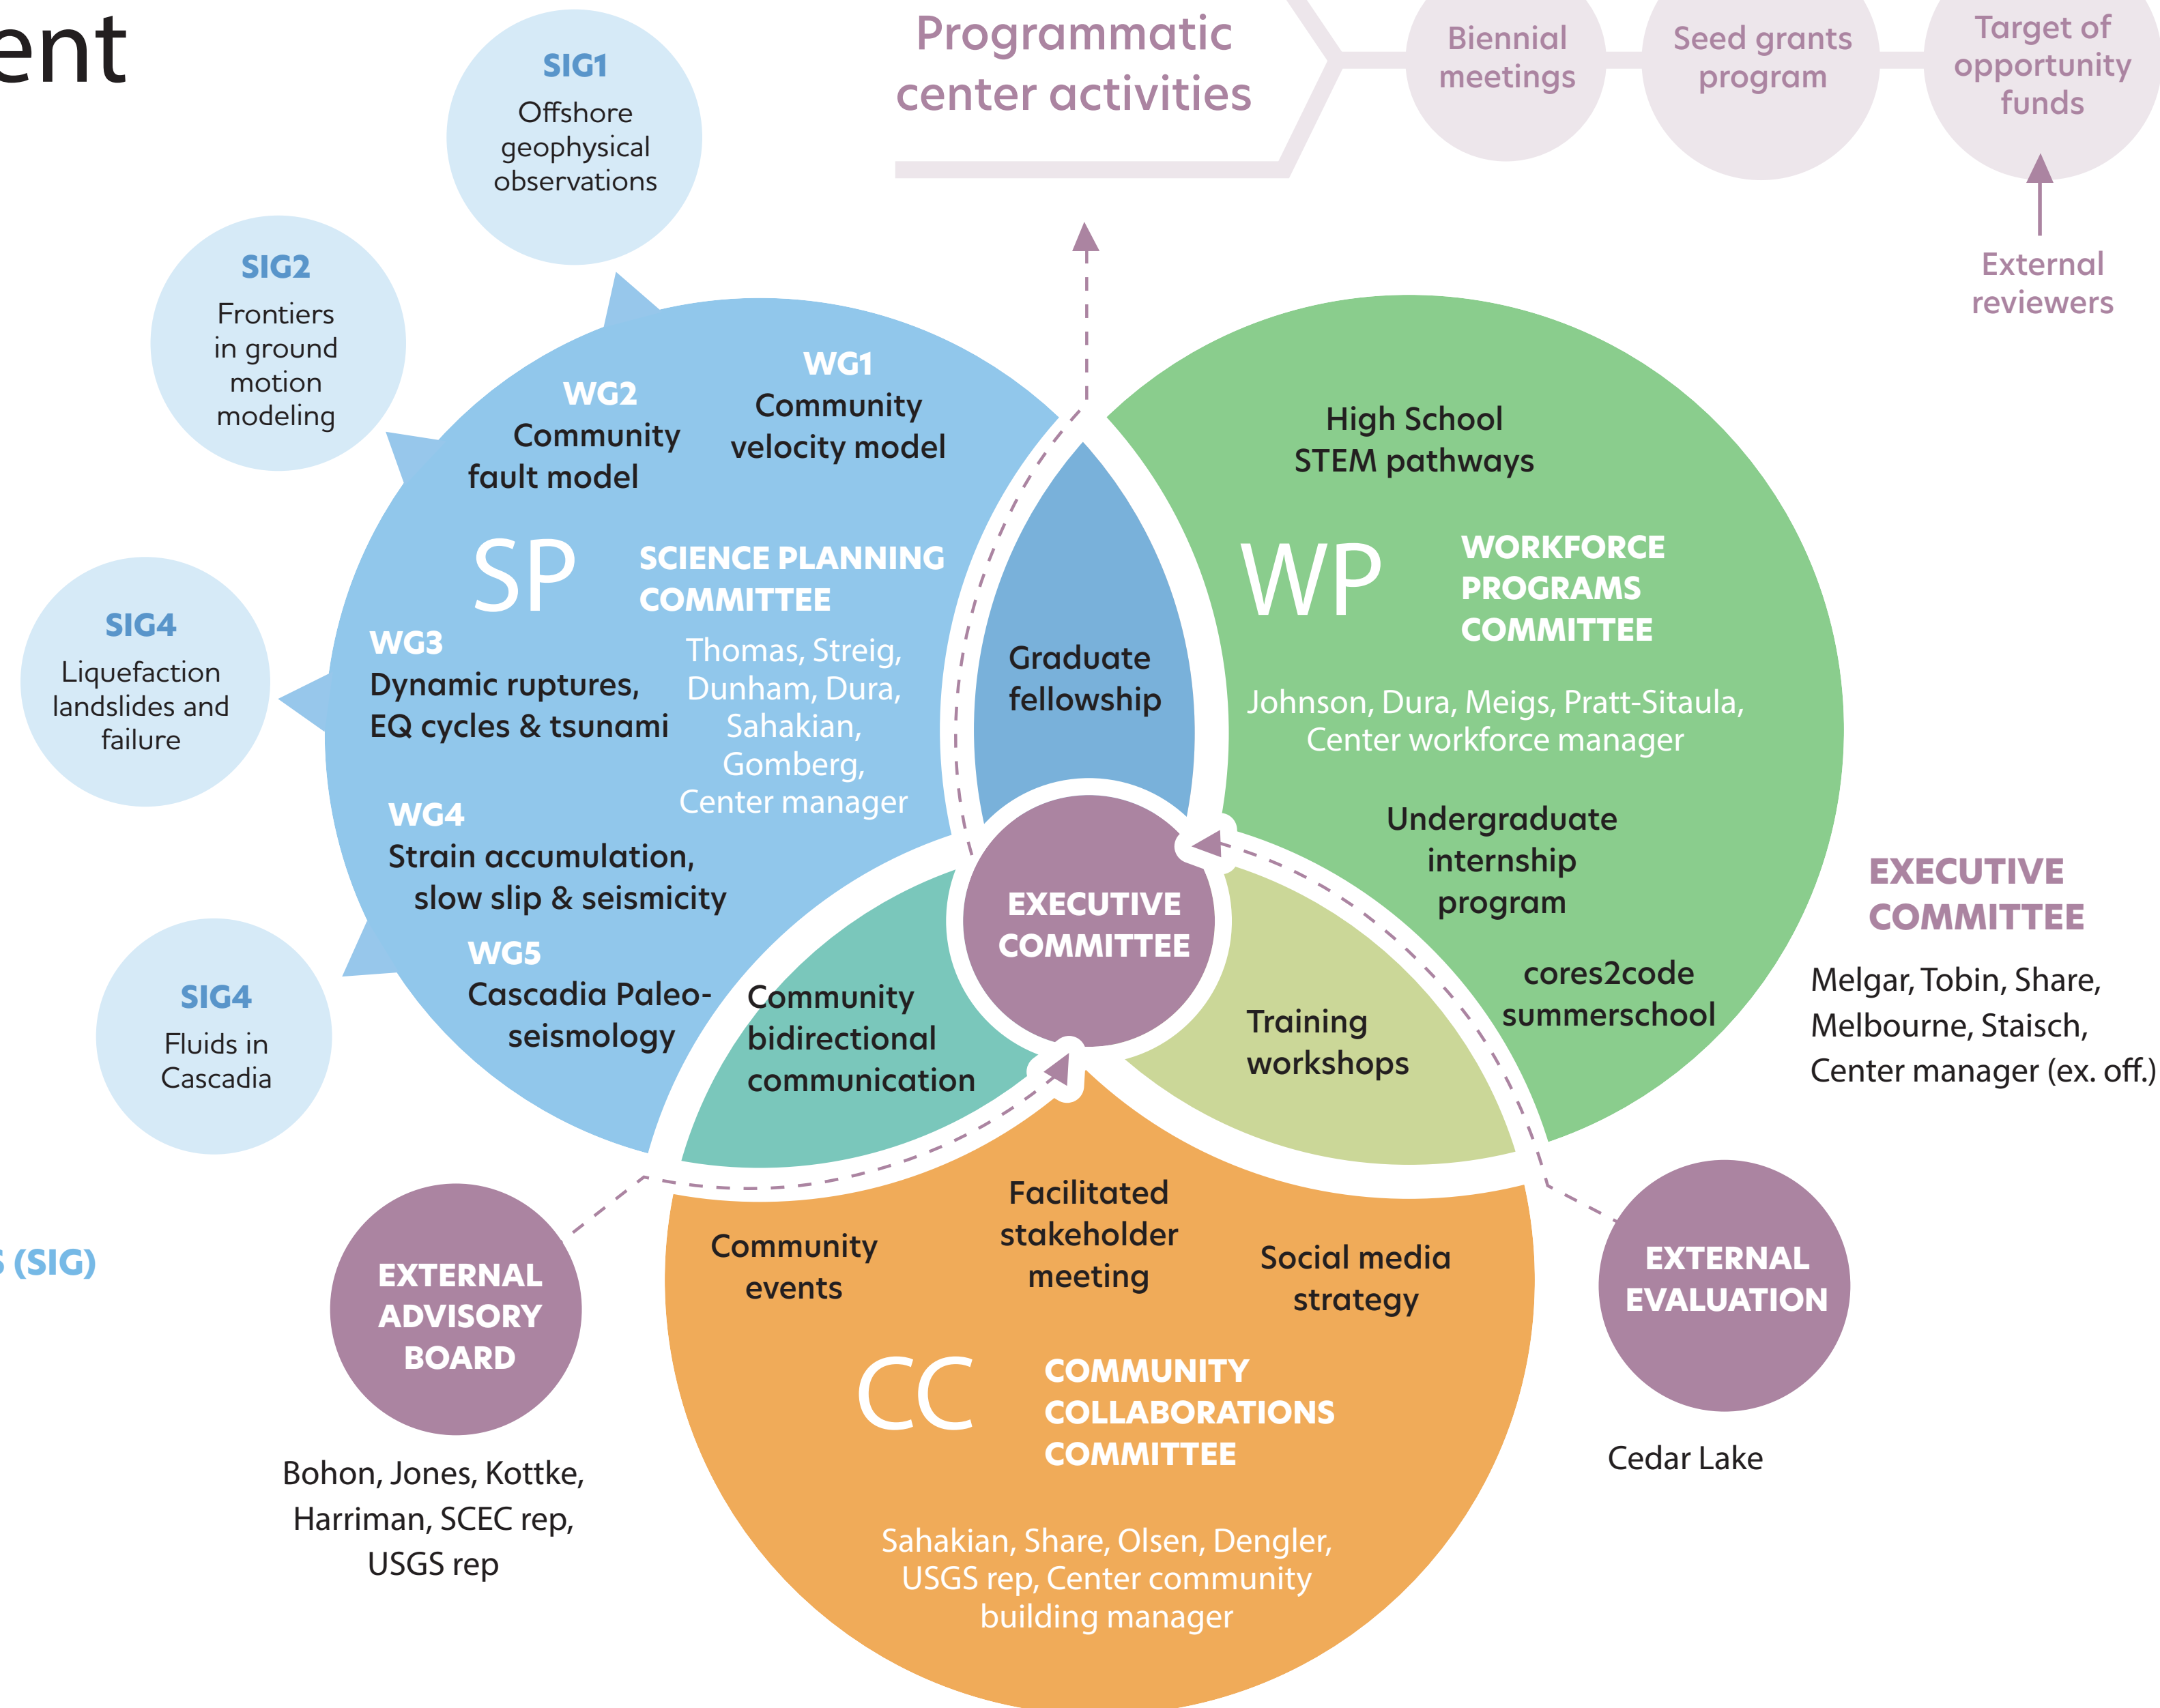 ent
Programmatic
center activities
Biennial
meetings
Seed grants
program
Target of
opportunity
funds
External
reviewers
SIG1
Offshore
geophysical
observations
SIG2
Frontiers
in ground
motion
modeling
SIG4
Liquefaction
landslides and
failure
SIG4
Fluids in
Cascadia
S (SIG)
WG1
Community
velocity model
WG2
Community
fault model
SP
SCIENCE PLANNING
COMMITTEE
Thomas, Streig,
Dunham, Dura,
Sahakian,
Gomberg,
Center manager
WG3
Dynamic ruptures,
EQ cycles & tsunami
WG4
Strain accumulation,
slow slip & seismicity
WG5
Cascadia Paleo-
seismology
Graduate
fellowship
High School
STEM pathways
WP
WORKFORCE
PROGRAMS
COMMITTEE
Johnson, Dura, Meigs, Pratt-Sitaula,
Center workforce manager
Undergraduate
internship
program
cores2code
summerschool
EXECUTIVE
COMMITTEE
EXECUTIVE
COMMITTEE
Melgar, Tobin, Share,
Melbourne, Staisch,
Center manager (ex. off.)
Community
bidirectional
communication
Training
workshops
Community
events
Facilitated
stakeholder
meeting
Social media
strategy
CC
COMMUNITY
COLLABORATIONS
COMMITTEE
Sahakian, Share, Olsen, Dengler,
USGS rep, Center community
building manager
EXTERNAL
ADVISORY
BOARD
Bohon, Jones, Kottke,
Harriman, SCEC rep,
USGS rep
EXTERNAL
EVALUATION
Cedar Lake